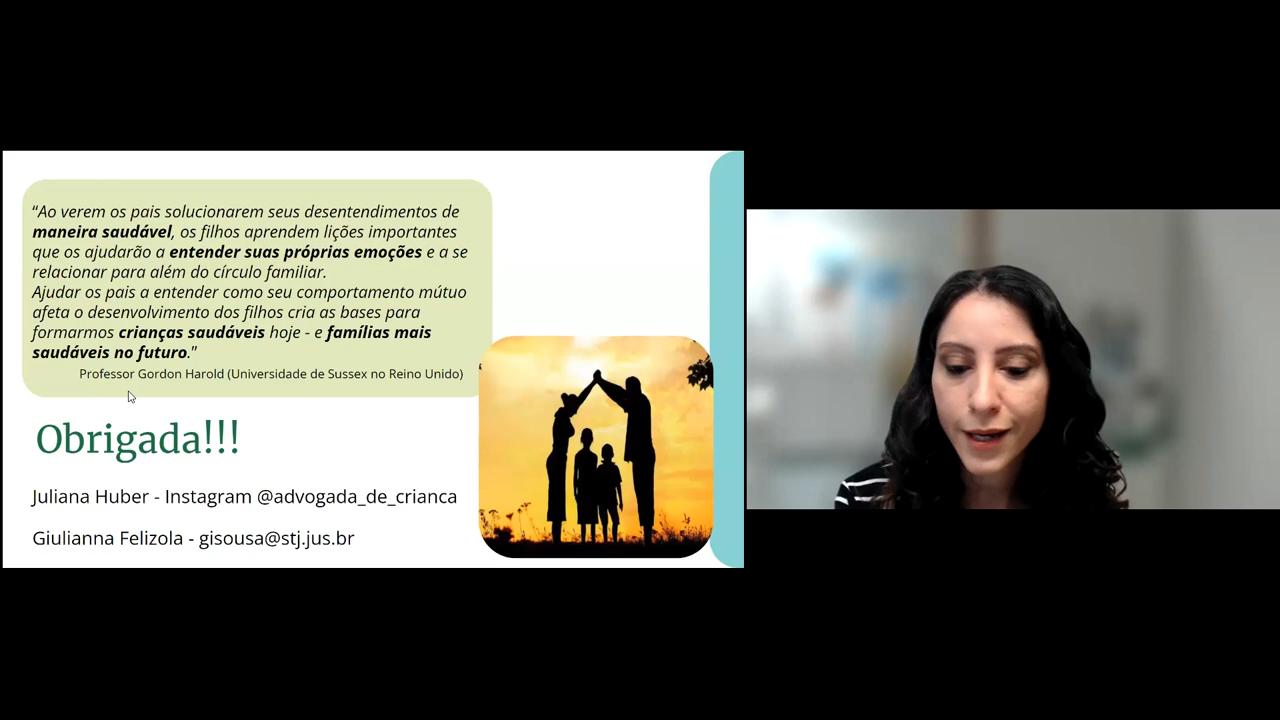 “Ao verem os pais solucionarem seus desentendimentos de
maneira saudável, os filhos aprendem lições importantes
que os ajudarão a entender suas próprias emoções e a se
relacionar para além do círculo familiar.
Ajudar os pais a entender como seu comportamento mútuo
afeta o desenvolvimento dos filhos cria as bases para
formarmos crianças saudáveis hoje - e famílias mais
saudáveis no futuro.”
Professor Gordon Harold (Universidade de Sussex no Reino Unido)
Obrigada!!!
Juliana Huber - Instagram @advogada_de_crianca
Giulianna Felizola - gisousa@stj.jus.br